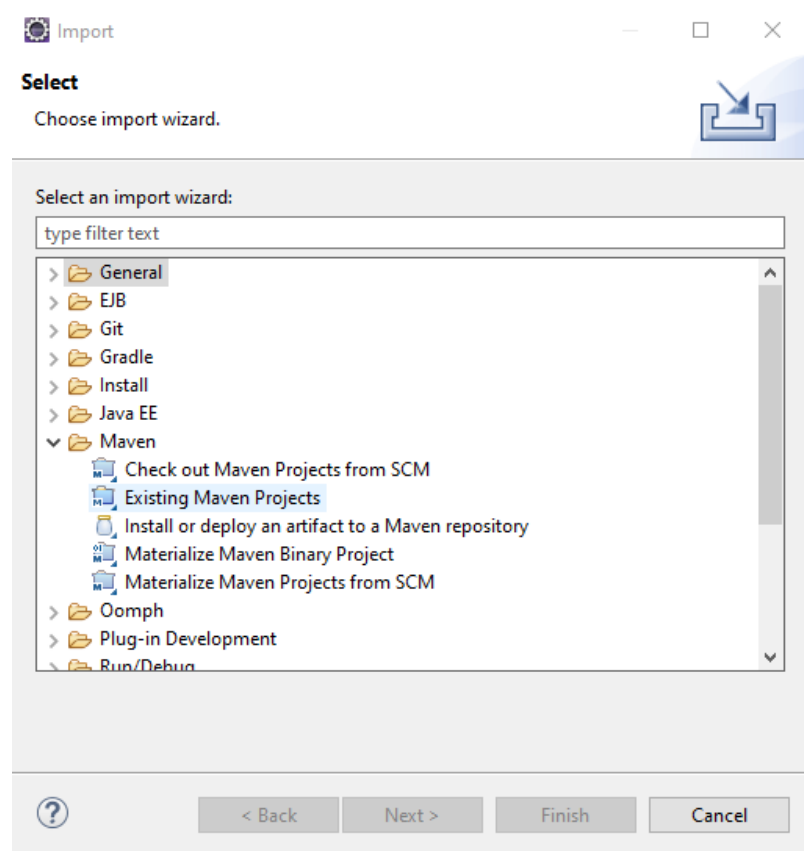 Import
Select
Choose import wizard.
Select an import wizard:
type filter text
General
EJB
Git
Gradle
Install
Java EE
Maven
Check out Maven Projects from SCM
Existing Maven Projects
Install or deploy an artifact to a Maven repository
Materialize Maven Binary Project
Materialize Maven Projects from SCM
Oomph
Plug-in Development
Run/Debug
? < Back Next > Finish Cancel